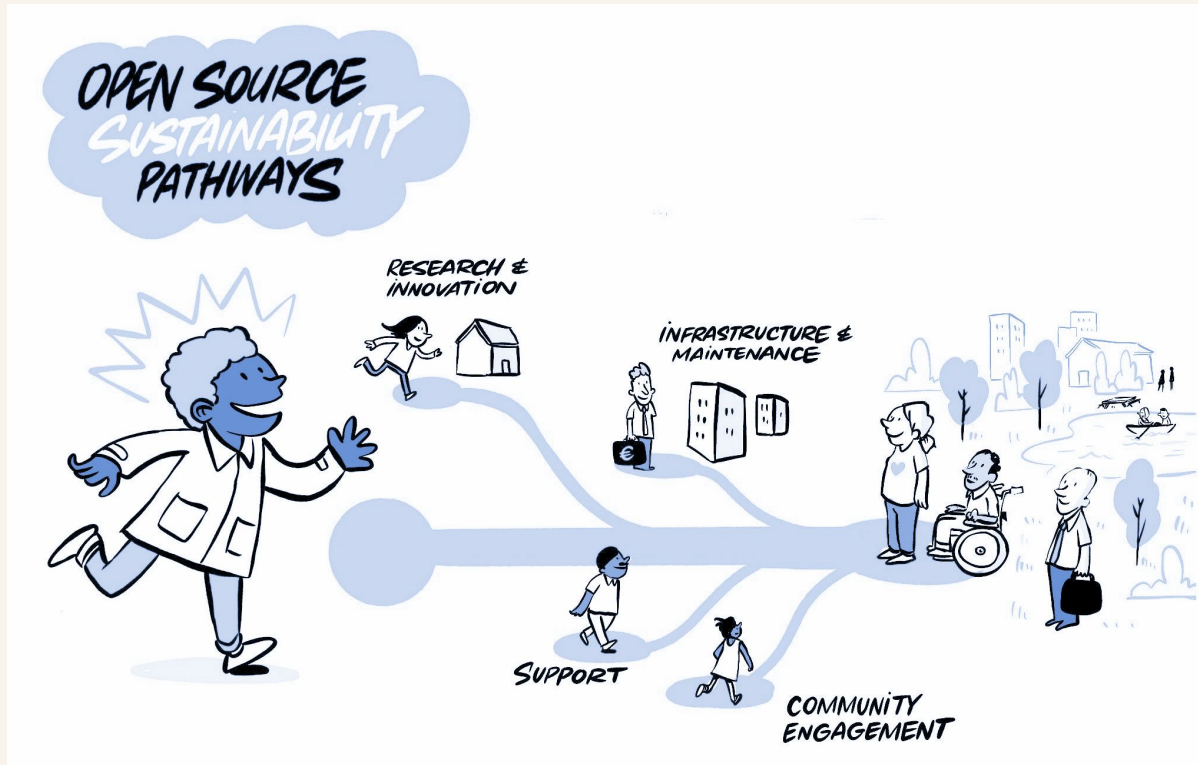 OPEN SOURCE
SUSTAINABILITY
PATHWAYS
RESEARCH &
INNOVATION
INFRASTRUCTURE &
MAINTENANCE
€
SUPPORT
COMMUNITY
ENGAGEMENT